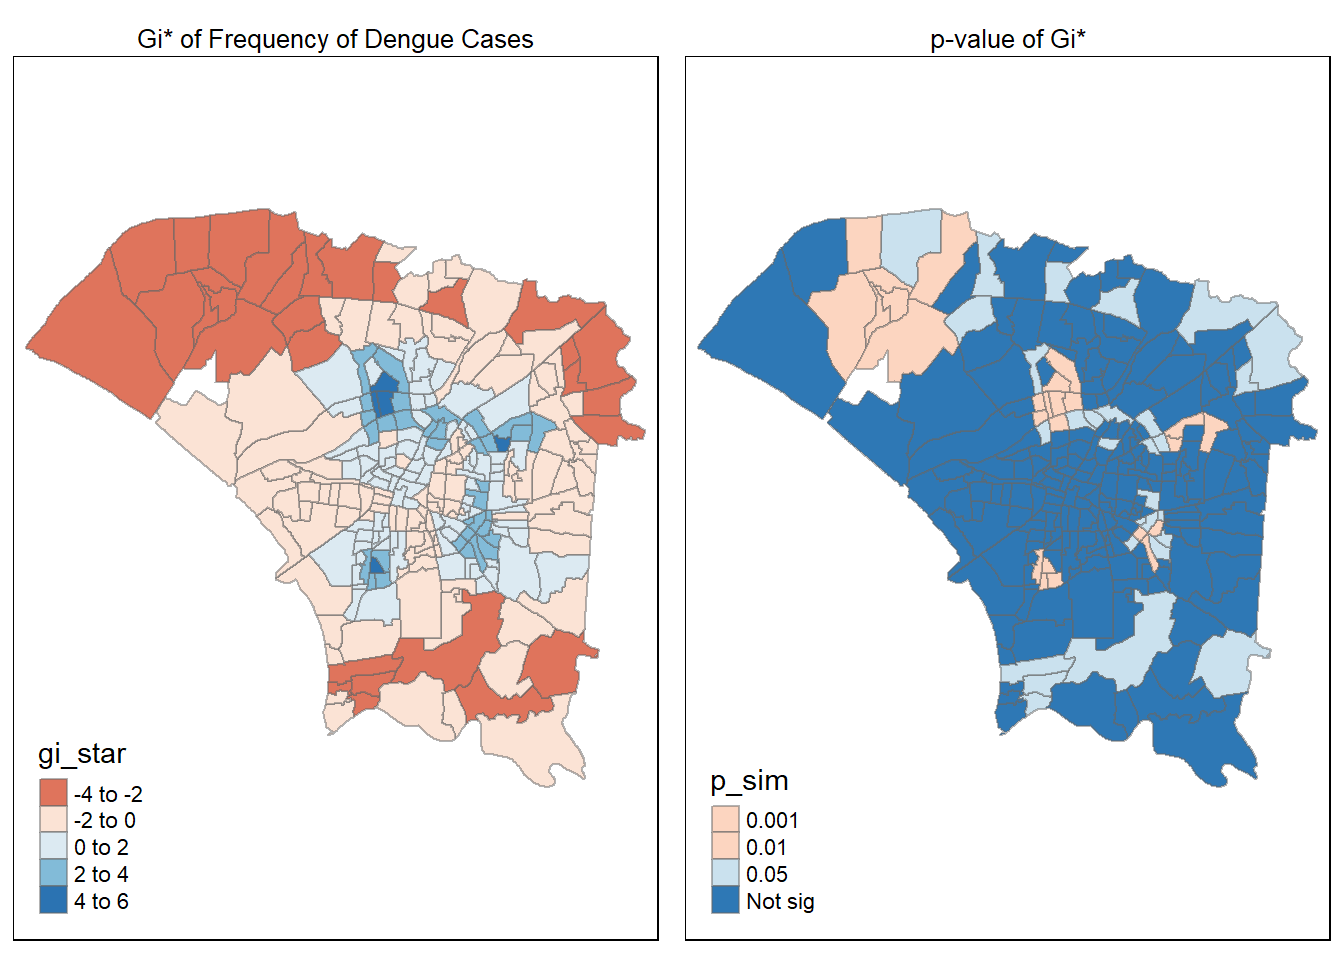 Gi* of Frequency of Dengue Cases
p-value of Gi*
gi_star
-4 to -2
-2 to 0
0 to 2
2 to 4
4 to 6
p_sim
0.001
0.01
0.05
Not sig